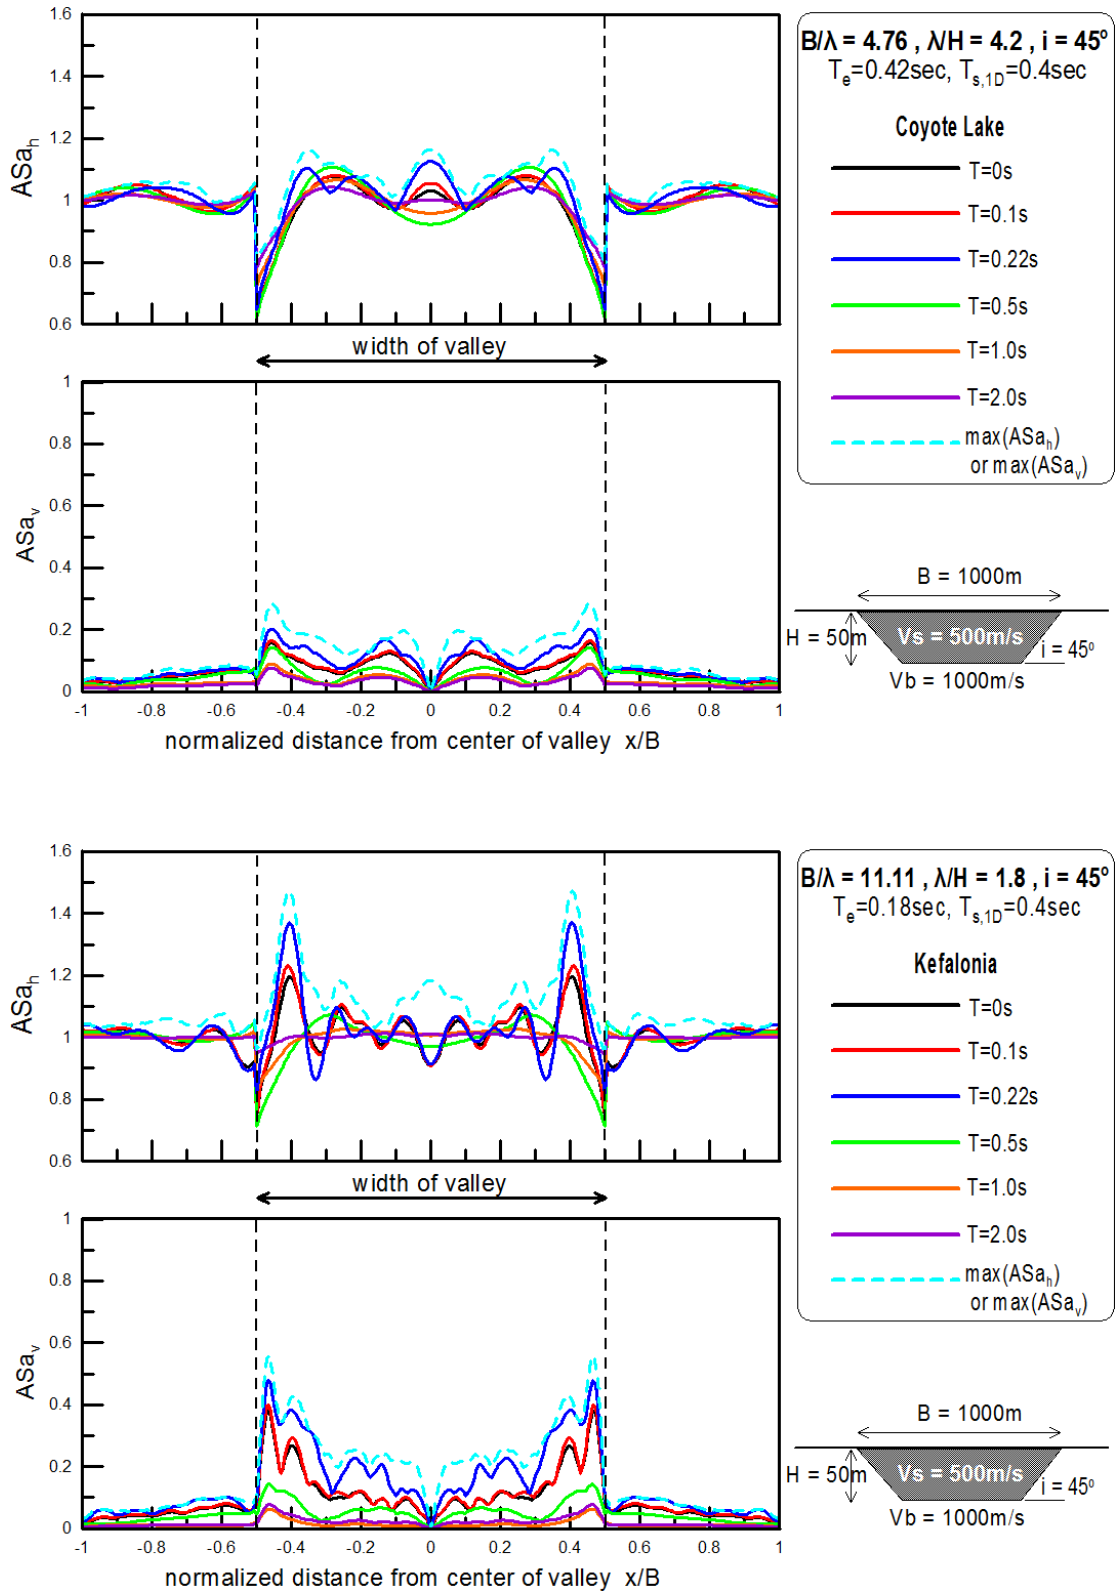 1.6
1.4
1.2
1
0.8
0.6
ASa_h
width of valley
1
0.8
0.6
0.4
0.2
0
ASa_v
-1 -0.8 -0.6 -0.4 -0.2 0 0.2 0.4 0.6 0.8 1
normalized distance from center of valley x/B
B/λ = 4.76 , λ/H = 4.2 , i = 45º
T_e=0.42sec, T_s,1D=0.4sec
Coyote Lake
T=0s
T=0.1s
T=0.22s
T=0.5s
T=1.0s
T=2.0s
max(ASa_h)
or max(ASa_v)
B = 1000m
H = 50m
Vs = 500m/s
i = 45º
Vb = 1000m/s
1.6
1.4
1.2
1
0.8
0.6
ASa_h
width of valley
1
0.8
0.6
0.4
0.2
0
ASa_v
-1 -0.8 -0.6 -0.4 -0.2 0 0.2 0.4 0.6 0.8 1
normalized distance from center of valley x/B
B/λ = 11.11 , λ/H = 1.8 , i = 45º
T_e=0.18sec, T_s,1D=0.4sec
Kefalonia
T=0s
T=0.1s
T=0.22s
T=0.5s
T=1.0s
T=2.0s
max(ASa_h)
or max(ASa_v)
B = 1000m
H = 50m
Vs = 500m/s
i = 45º
Vb = 1000m/s